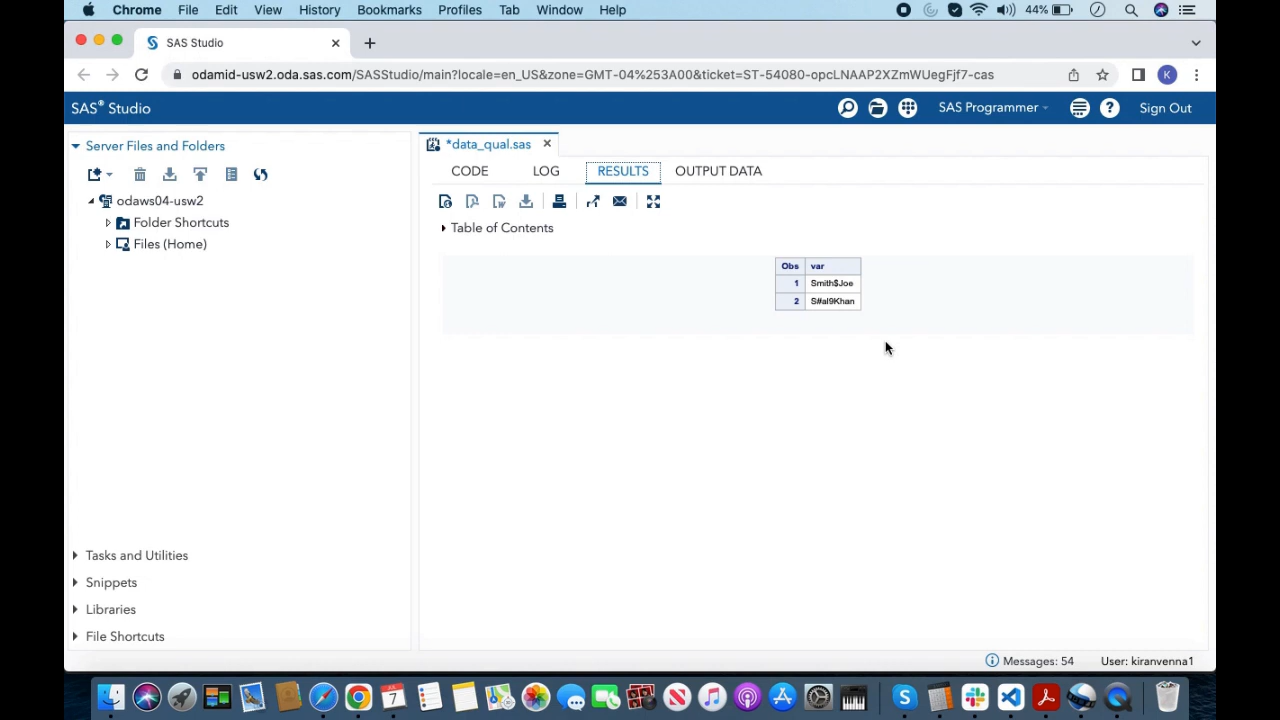 Chrome File Edit View History Bookmarks Profiles Tab Window Help 44%
SAS Studio
odamid-usw2.oda.sas.com/SASStudio/main?locale=en_US&zone=GMT-04%253A00&ticket=ST-54080-opcLNAAP2XZmWUegFjf7-cas K
SAS® Studio SAS Programmer Sign Out
Server Files and Folders
*data_qual.sas
CODE LOG RESULTS OUTPUT DATA
odaws04-usw2
Folder Shortcuts
Files (Home)
Table of Contents
Obs var
1 Smith$Joe
2 S#al9Khan
Tasks and Utilities
Snippets
Libraries
File Shortcuts
Messages: 54 User: kiranvenna1